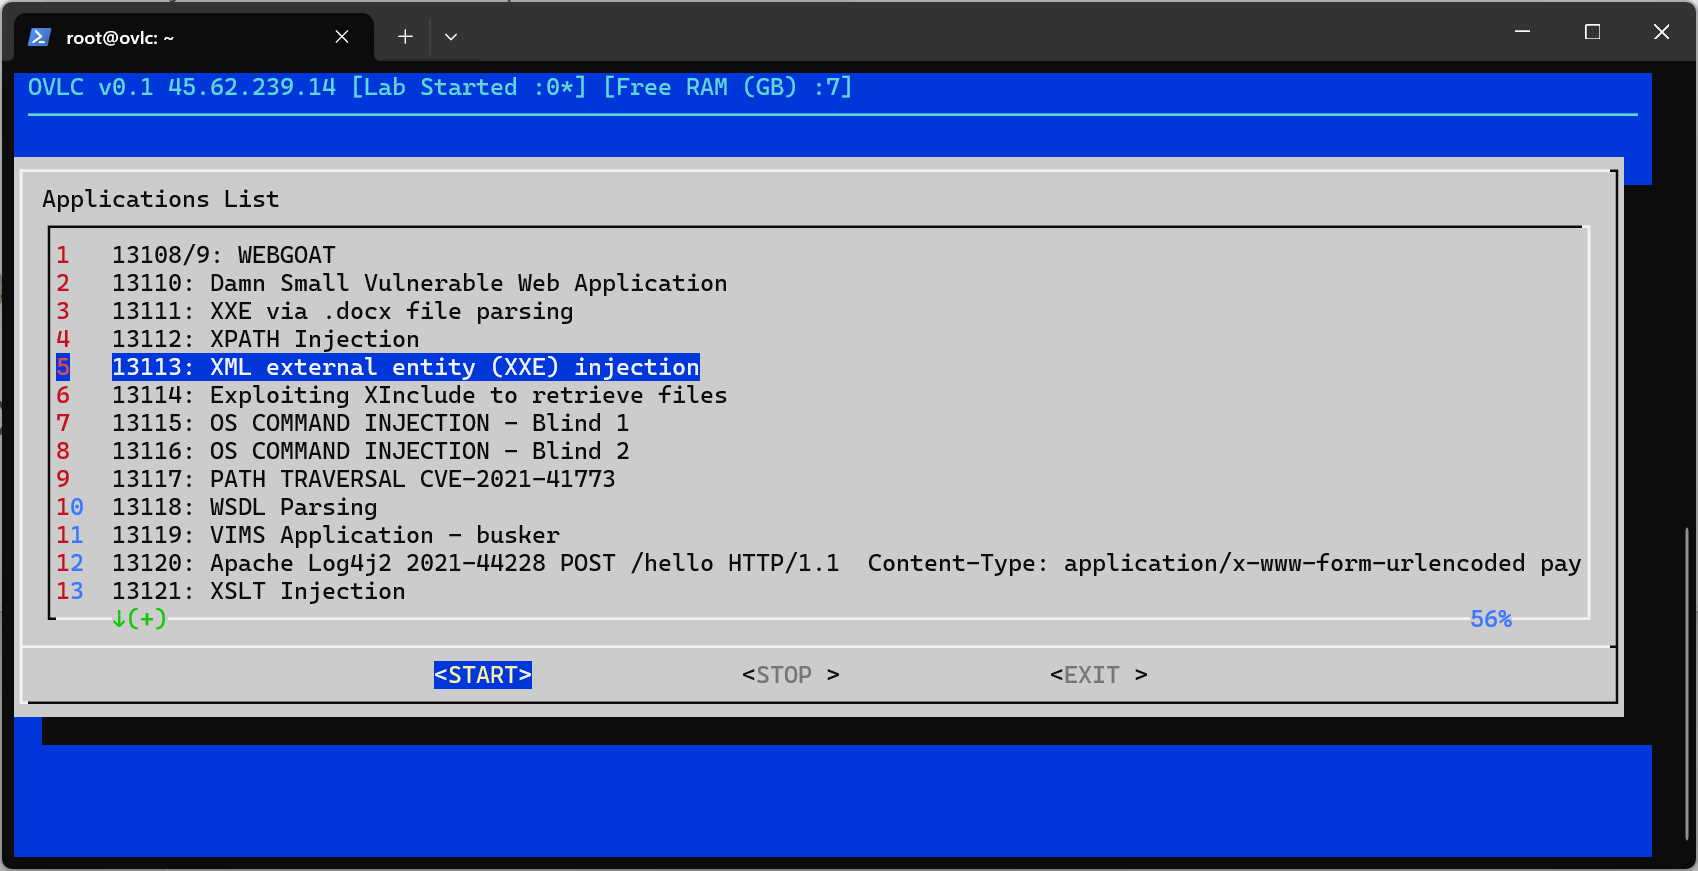 root@ovlc: ~
OVLC v0.1 45.62.239.14 [Lab Started :0*] [Free RAM (GB) :7]
Applications List
1 13108/9: WEBGOAT
2 13110: Damn Small Vulnerable Web Application
3 13111: XXE via .docx file parsing
4 13112: XPATH Injection
5 13113: XML external entity (XXE) injection
6 13114: Exploiting XInclude to retrieve files
7 13115: OS COMMAND INJECTION - Blind 1
8 13116: OS COMMAND INJECTION - Blind 2
9 13117: PATH TRAVERSAL CVE-2021-41773
10 13118: WSDL Parsing
11 13119: VIMS Application - busker
12 13120: Apache Log4j2 2021-44228 POST /hello HTTP/1.1  Content-Type: application/x-www-form-urlencoded pay
13 13121: XSLT Injection
↓(+) 56%
<START> <STOP > <EXIT >